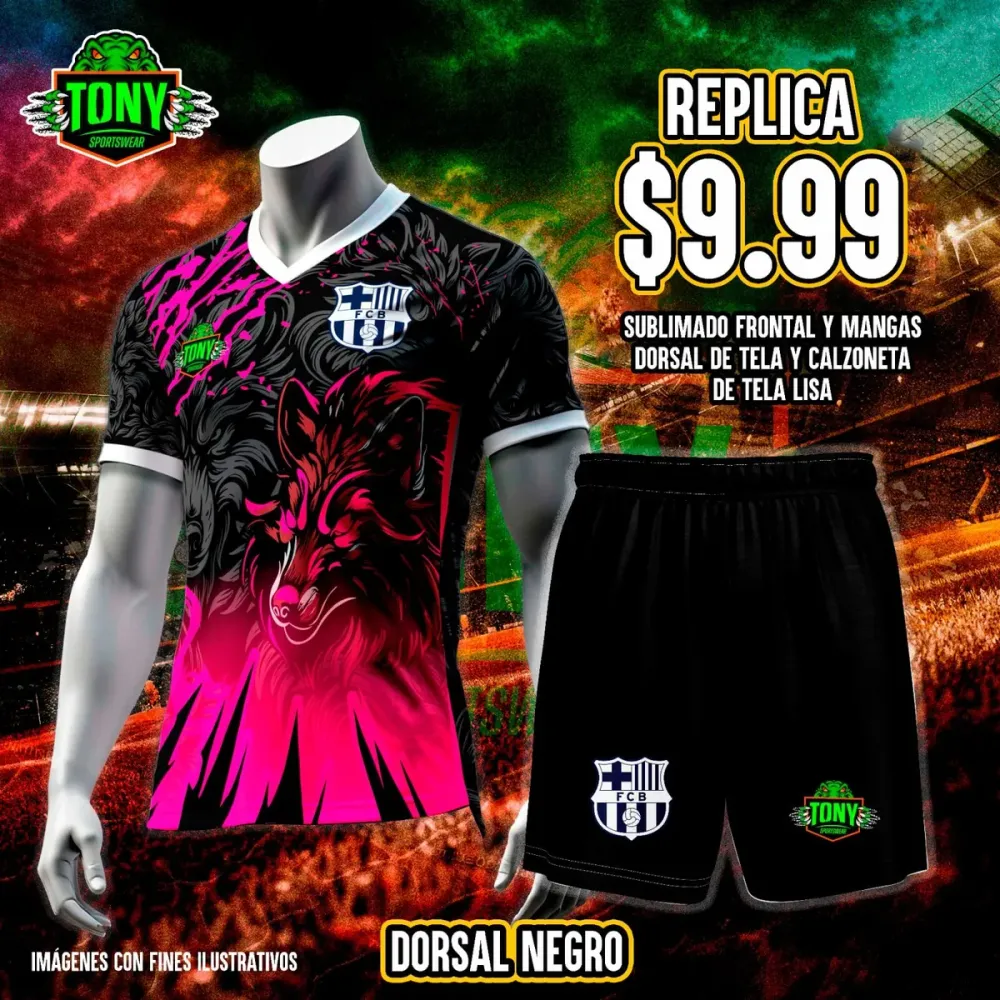 TONY
SPORTSWEAR
REPLICA
$9.99
SUBLIMADO FRONTAL Y MANGAS
DORSAL DE TELA Y CALZONETA
DE TELA LISA
FCB
TONY
FCB
TONY
SPORTSWEAR
IMÁGENES CON FINES ILUSTRATIVOS
DORSAL NEGRO